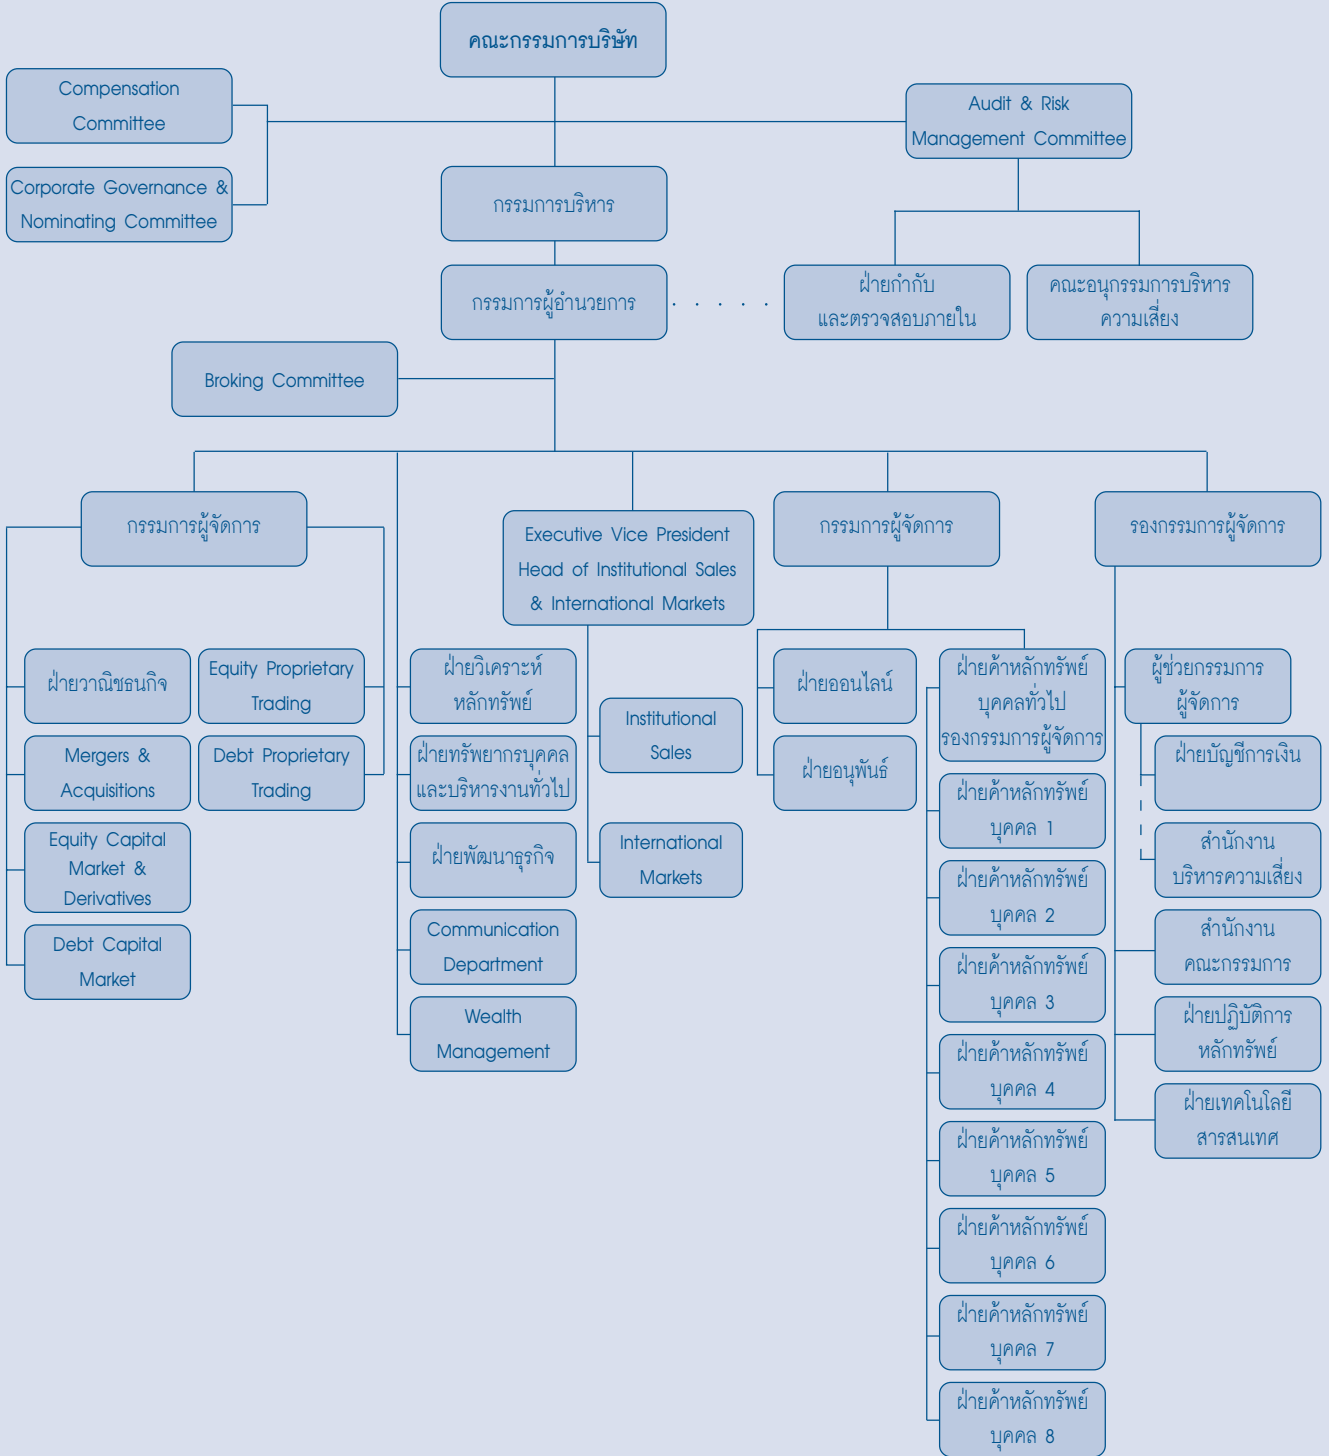 คณะกรรมการบริษัท
Compensation
Committee
Audit & Risk
Management Committee
Corporate Governance &
Nominating Committee
กรรมการบริหาร
กรรมการผู้อำนวยการ
ฝ่ายกำกับ
และตรวจสอบภายใน
คณะอนุกรรมการบริหาร
ความเสี่ยง
Broking Committee
กรรมการผู้จัดการ
Executive Vice President
Head of Institutional Sales
& International Markets
กรรมการผู้จัดการ
รองกรรมการผู้จัดการ
ฝ่ายวาณิชธนกิจ
Mergers &
Acquisitions
Equity Capital
Market &
Derivatives
Debt Capital
Market
Equity Proprietary
Trading
Debt Proprietary
Trading
ฝ่ายวิเคราะห์
หลักทรัพย์
ฝ่ายทรัพยากรบุคคล
และบริหารงานทั่วไป
ฝ่ายพัฒนาธุรกิจ
Communication
Department
Wealth
Management
Institutional
Sales
International
Markets
ฝ่ายออนไลน์
ฝ่ายอนุพันธ์
ฝ่ายค้าหลักทรัพย์
บุคคลทั่วไป
รองกรรมการผู้จัดการ
ฝ่ายค้าหลักทรัพย์
บุคคล 1
ฝ่ายค้าหลักทรัพย์
บุคคล 2
ฝ่ายค้าหลักทรัพย์
บุคคล 3
ฝ่ายค้าหลักทรัพย์
บุคคล 4
ฝ่ายค้าหลักทรัพย์
บุคคล 5
ฝ่ายค้าหลักทรัพย์
บุคคล 6
ฝ่ายค้าหลักทรัพย์
บุคคล 7
ฝ่ายค้าหลักทรัพย์
บุคคล 8
ผู้ช่วยกรรมการ
ผู้จัดการ
ฝ่ายบัญชีการเงิน
สำนักงาน
บริหารความเสี่ยง
สำนักงาน
คณะกรรมการ
ฝ่ายปฏิบัติการ
หลักทรัพย์
ฝ่ายเทคโนโลยี
สารสนเทศ